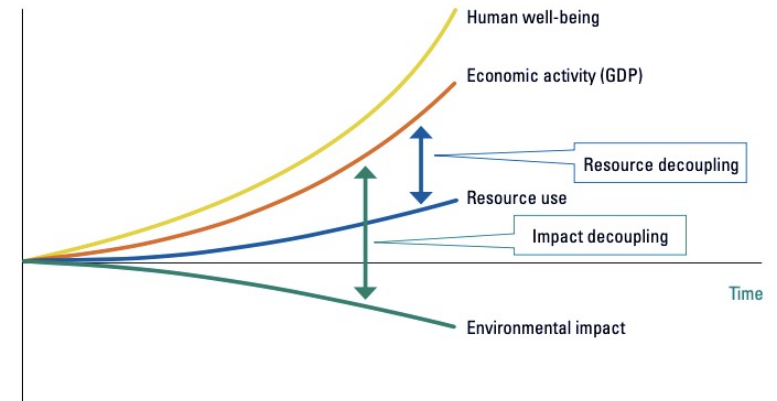 Human well-being
Economic activity (GDP)
Resource decoupling
Resource use
Impact decoupling
Time
Environmental impact